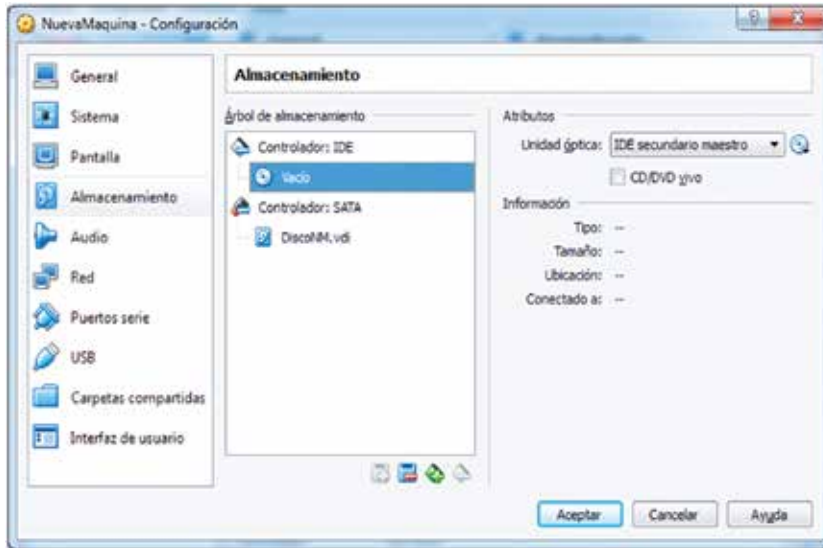 NuevaMaquina - Configuración
General
Sistema
Pantalla
Almacenamiento
Audio
Red
Puertos serie
USB
Carpetas compartidas
Interfaz de usuario
Almacenamiento
Árbol de almacenamiento
Controlador: IDE
Vacío
Controlador: SATA
DiscoNM.vdi
Atributos
Unidad óptica: IDE secundario maestro
CD/DVD vivo
Información
Tipo: --
Tamaño: --
Ubicación: --
Conectado a: --
Aceptar Cancelar Ayuda